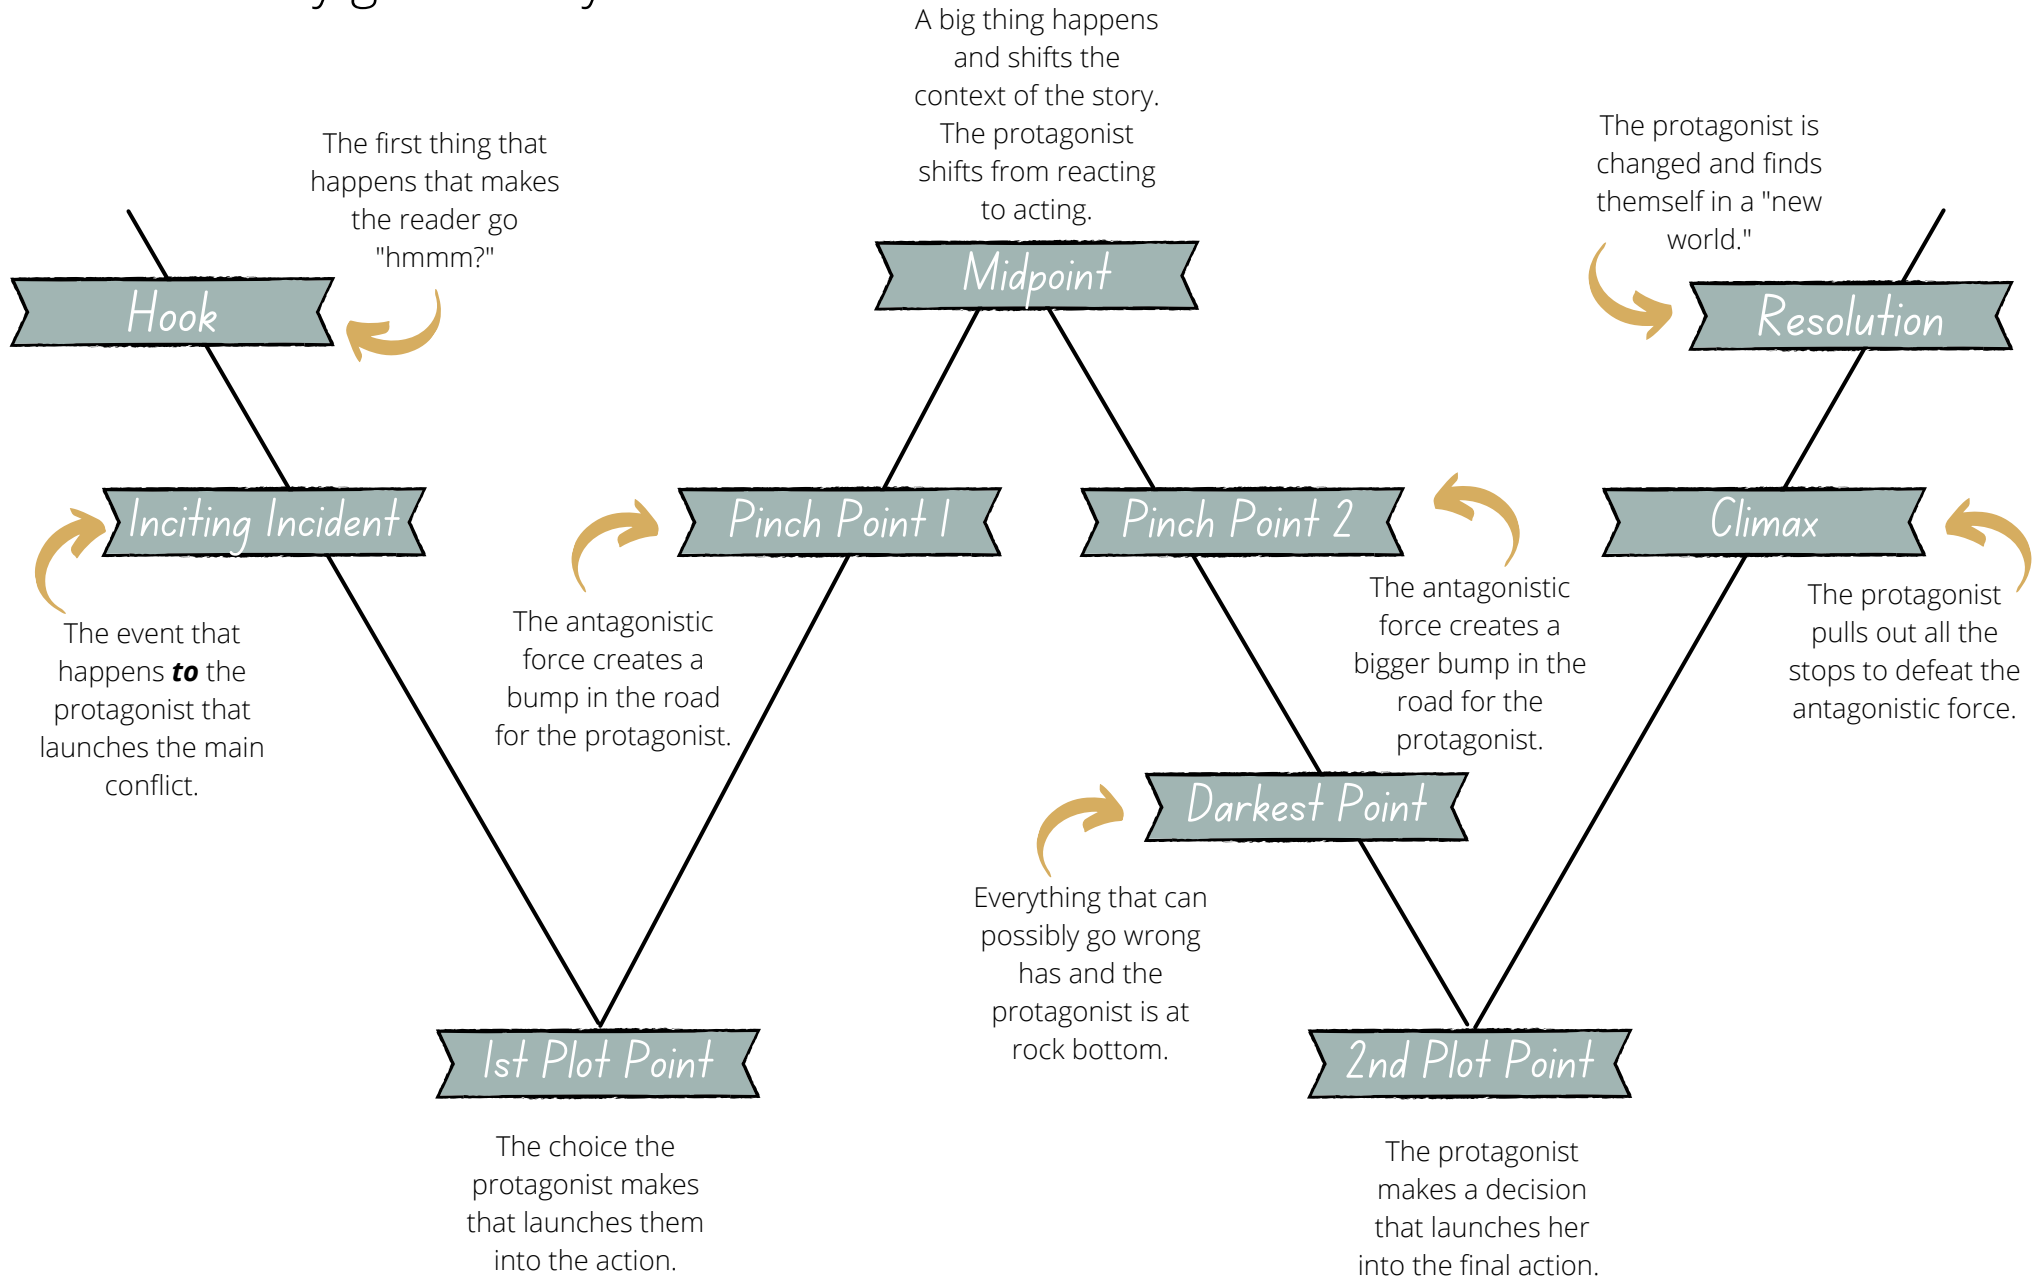 The first thing that
happens that makes
the reader go
"hmmm?"
Hook
The event that
happens to the
protagonist that
launches the main
conflict.
Inciting Incident
The choice the
protagonist makes
that launches them
into the action.
1st Plot Point
The antagonistic
force creates a
bump in the road
for the protagonist.
Pinch Point 1
A big thing happens
and shifts the
context of the story.
The protagonist
shifts from reacting
to acting.
Midpoint
Pinch Point 2
The antagonistic
force creates a
bigger bump in the
road for the
protagonist.
Darkest Point
Everything that can
possibly go wrong
has and the
protagonist is at
rock bottom.
2nd Plot Point
The protagonist
makes a decision
that launches her
into the final action.
Climax
The protagonist
pulls out all the
stops to defeat the
antagonistic force.
The protagonist is
changed and finds
themself in a "new
world."
Resolution